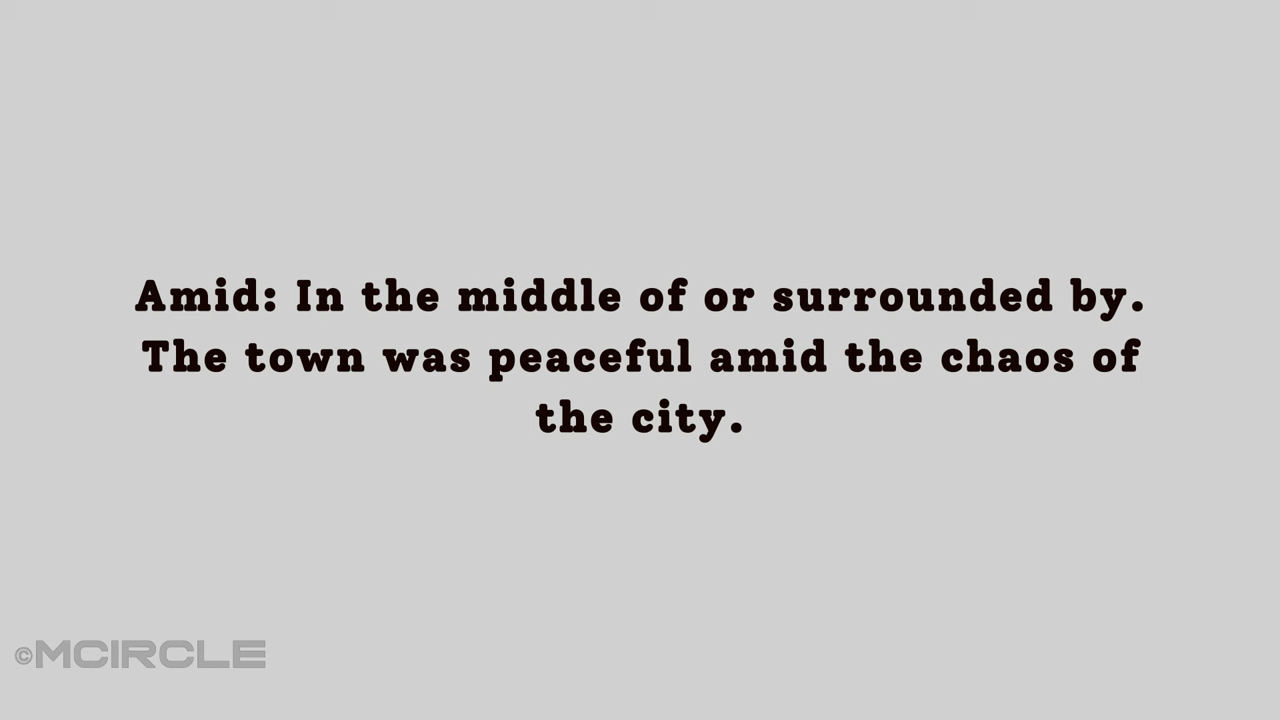 Amid: In the middle of or surrounded by.
The town was peaceful amid the chaos of
the city.
©MCIRCLE